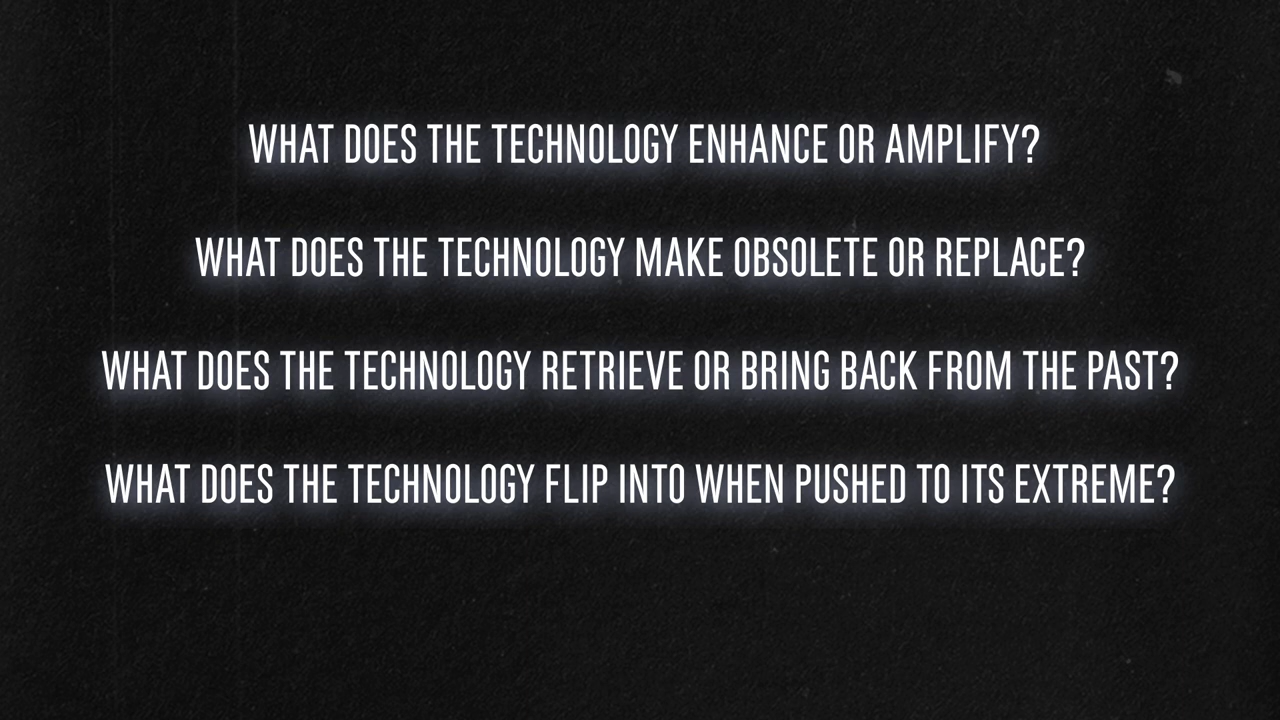 WHAT DOES THE TECHNOLOGY ENHANCE OR AMPLIFY?
WHAT DOES THE TECHNOLOGY MAKE OBSOLETE OR REPLACE?
WHAT DOES THE TECHNOLOGY RETRIEVE OR BRING BACK FROM THE PAST?
WHAT DOES THE TECHNOLOGY FLIP INTO WHEN PUSHED TO ITS EXTREME?